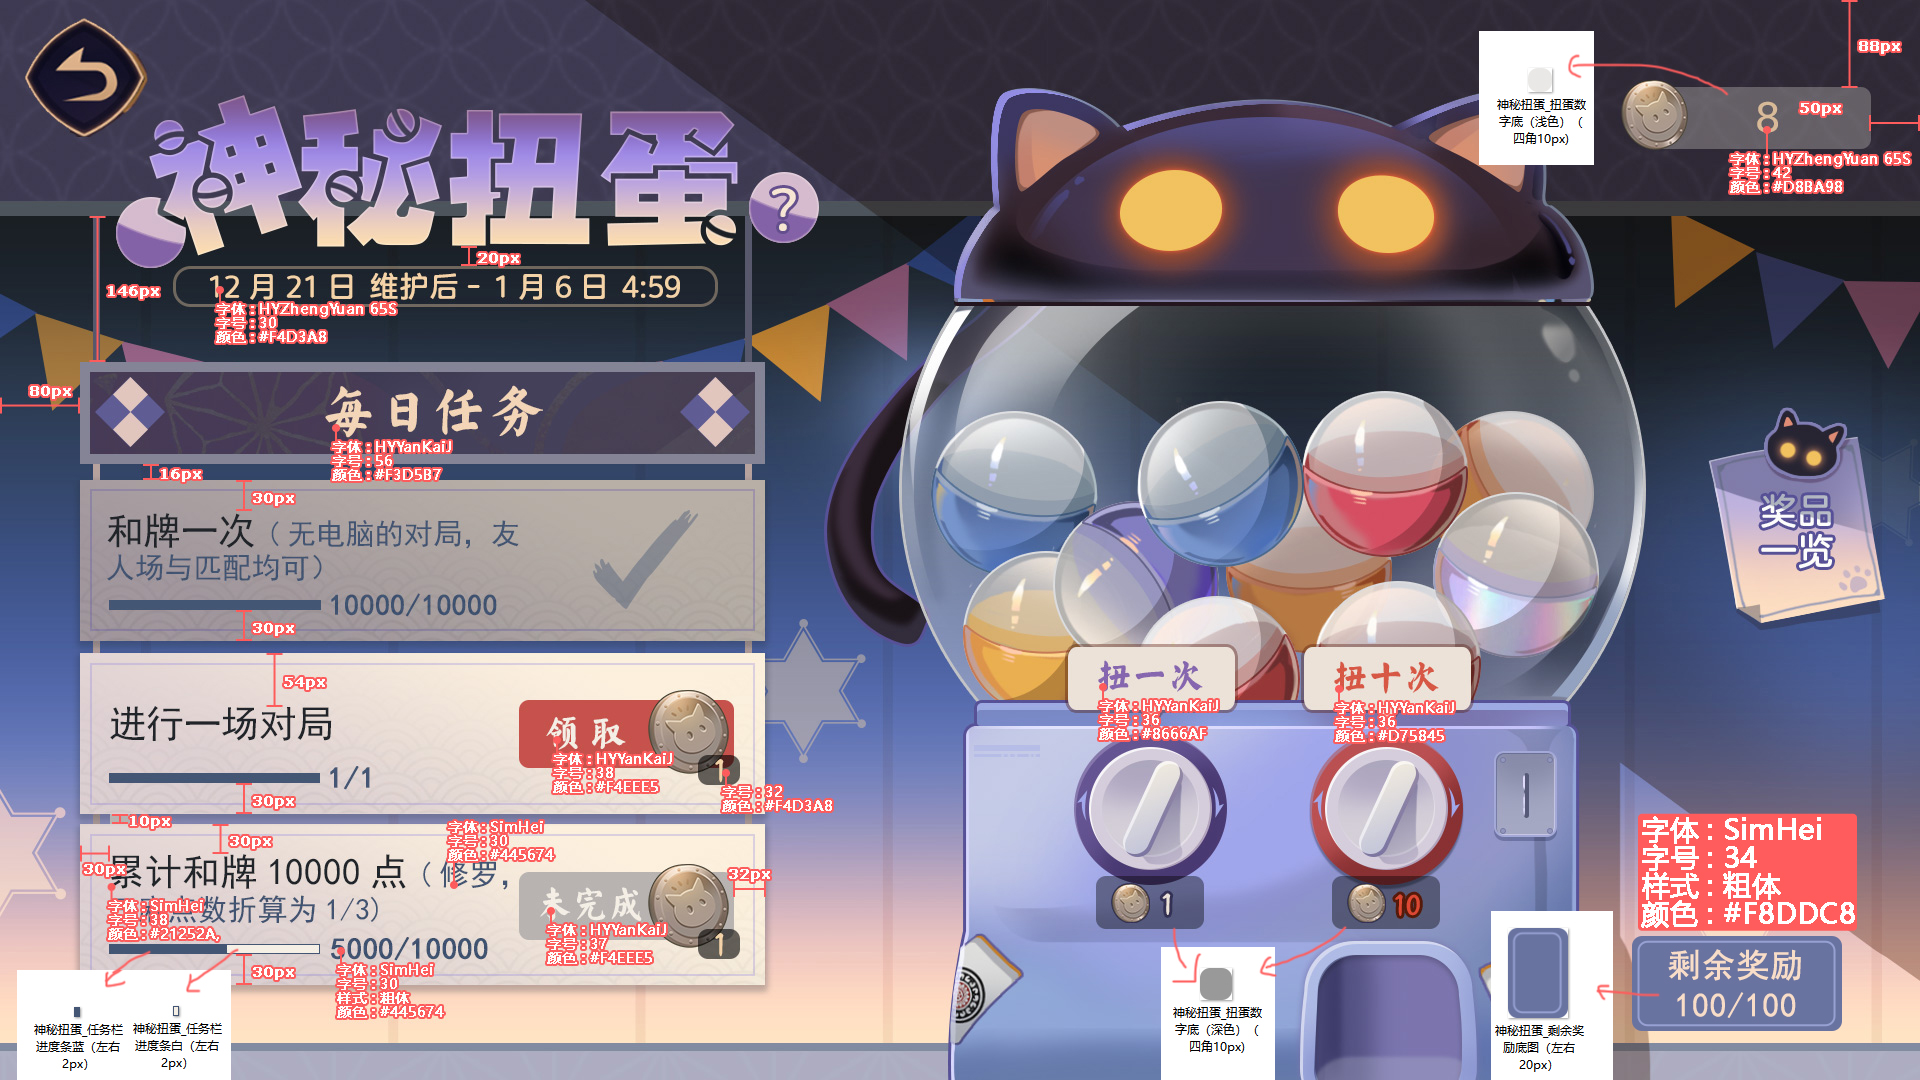 神秘扭蛋
?
20px
12月21日 维护后 - 1月6日 4:59
146px
字体：HYZhengYuan 65S
字号：30
颜色：#F4D3A8
80px
每日任务
字体：HYYanKaiJ
字号：56
颜色：#F3D5B7
16px
30px
和牌一次（无电脑的对局，友
人场与匹配均可）
10000/10000
30px
54px
进行一场对局
领取
字体：HYYanKaiJ
字号：38
颜色：#F4EEE5
1
字号：32
颜色：#F4D3A8
1/1
30px
10px
30px
字体：SimHei
字号：30
颜色：#445674
30px
累计和牌 10000 点（修罗，
点数折算为 1/3）
字体：SimHei
字号：38
颜色：#21252A,
32px
未完成
字体：HYYanKaiJ
字号：37
颜色：#F4EEE5
1
5000/10000
30px
字体：SimHei
字号：30
样式：粗体
颜色：#445674
神秘扭蛋_任务栏
进度条蓝（左右
2px）
神秘扭蛋_任务栏
进度条白（左右
2px）
神秘扭蛋_扭蛋数
字底（浅色）（
四角10px)
88px
8
50px
字体：HYZhengYuan 65S
字号：42
颜色：#D8BA98
奖品
一览
扭一次
字体：HYYanKaiJ
字号：36
颜色：#8666AF
扭十次
字体：HYYanKaiJ
字号：36
颜色：#D75845
1
10
神秘扭蛋_扭蛋数
字底（深色）（
四角10px)
神秘扭蛋_剩余奖
励底图（左右
20px）
字体：SimHei
字号：34
样式：粗体
颜色：#F8DDC8
剩余奖励
100/100